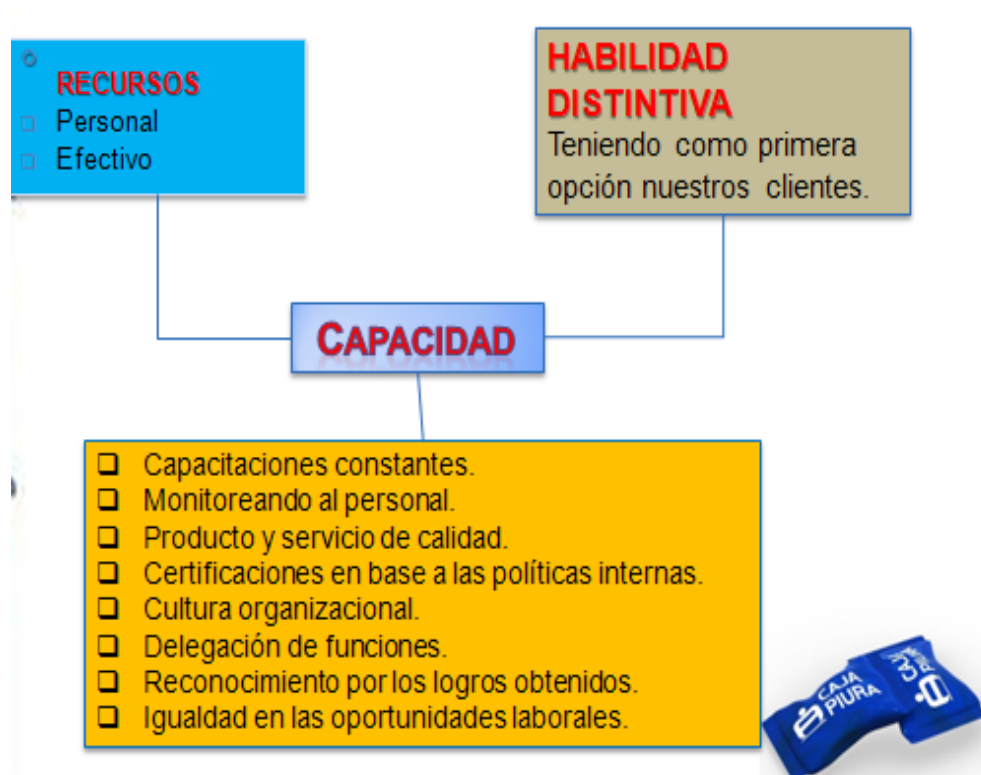 RECURSOS
Personal
Efectivo
HABILIDAD
DISTINTIVA
Teniendo como primera
opción nuestros clientes.
CAPACIDAD
Capacitaciones constantes.
Monitoreando al personal.
Producto y servicio de calidad.
Certificaciones en base a las políticas internas.
Cultura organizacional.
Delegación de funciones.
Reconocimiento por los logros obtenidos.
Igualdad en las oportunidades laborales.
CAJA
PIURA